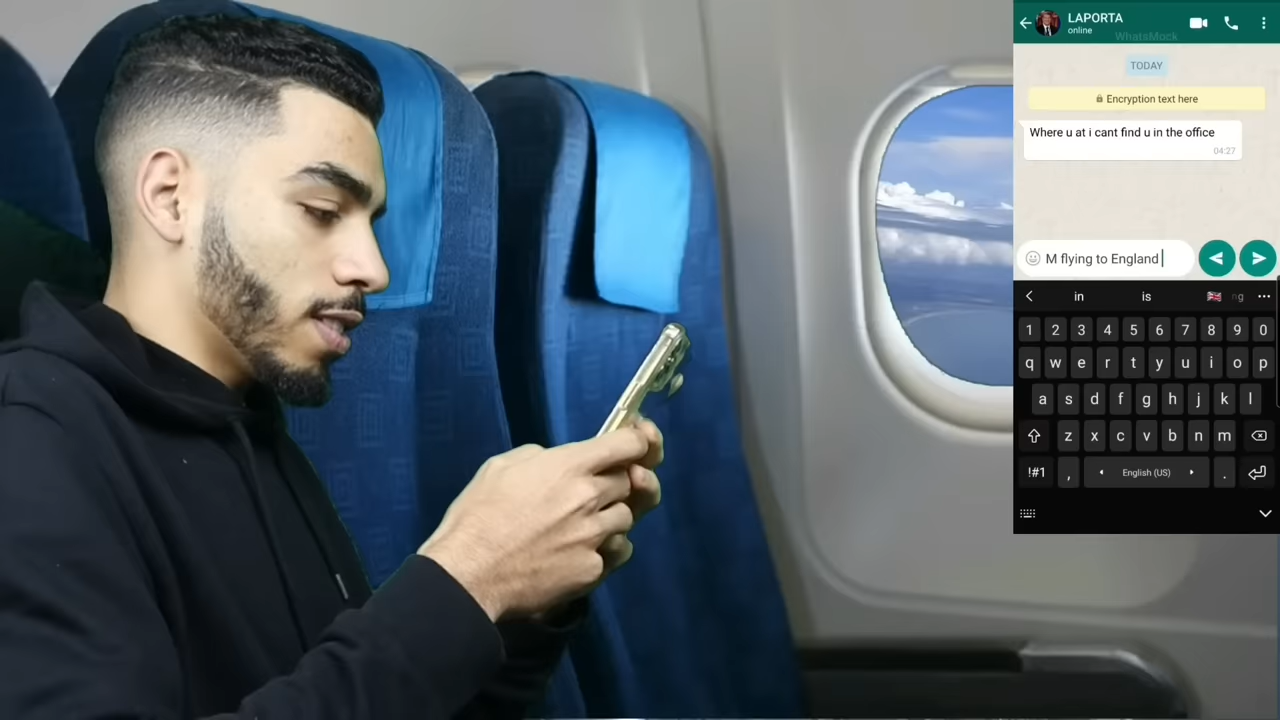 LAPORTA
online
WhatsMock
TODAY
Encryption text here
Where u at i cant find u in the office
04:27
M flying to England
in is 🇬🇧 ng
1 2 3 4 5 6 7 8 9 0
q w e r t y u i o p
a s d f g h j k l
z x c v b n m
!#1 , English (US) .